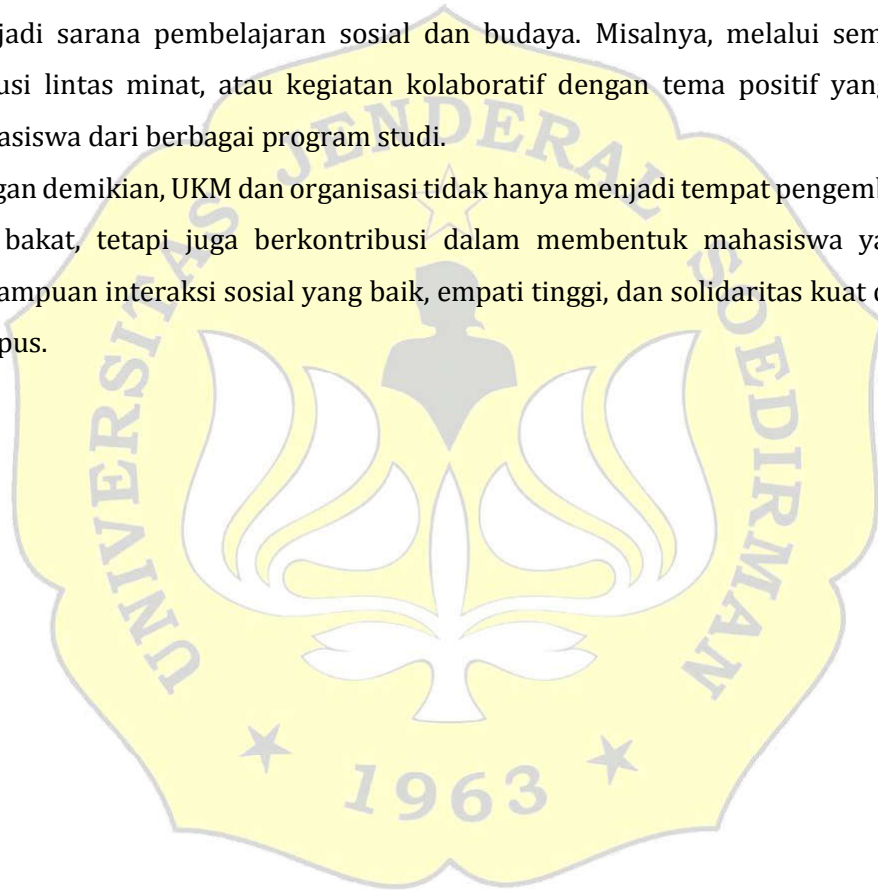 jadi sarana pembelajaran sosial dan budaya. Misalnya, melalui sem
usi lintas minat, atau kegiatan kolaboratif dengan tema positif yang
asiswa dari berbagai program studi.
gan demikian, UKM dan organisasi tidak hanya menjadi tempat pengemb
bakat, tetapi juga berkontribusi dalam membentuk mahasiswa ya
ampuan interaksi sosial yang baik, empati tinggi, dan solidaritas kuat d
pus.
UNIVERSITAS JENDERAL SOEDIRMAN
1963